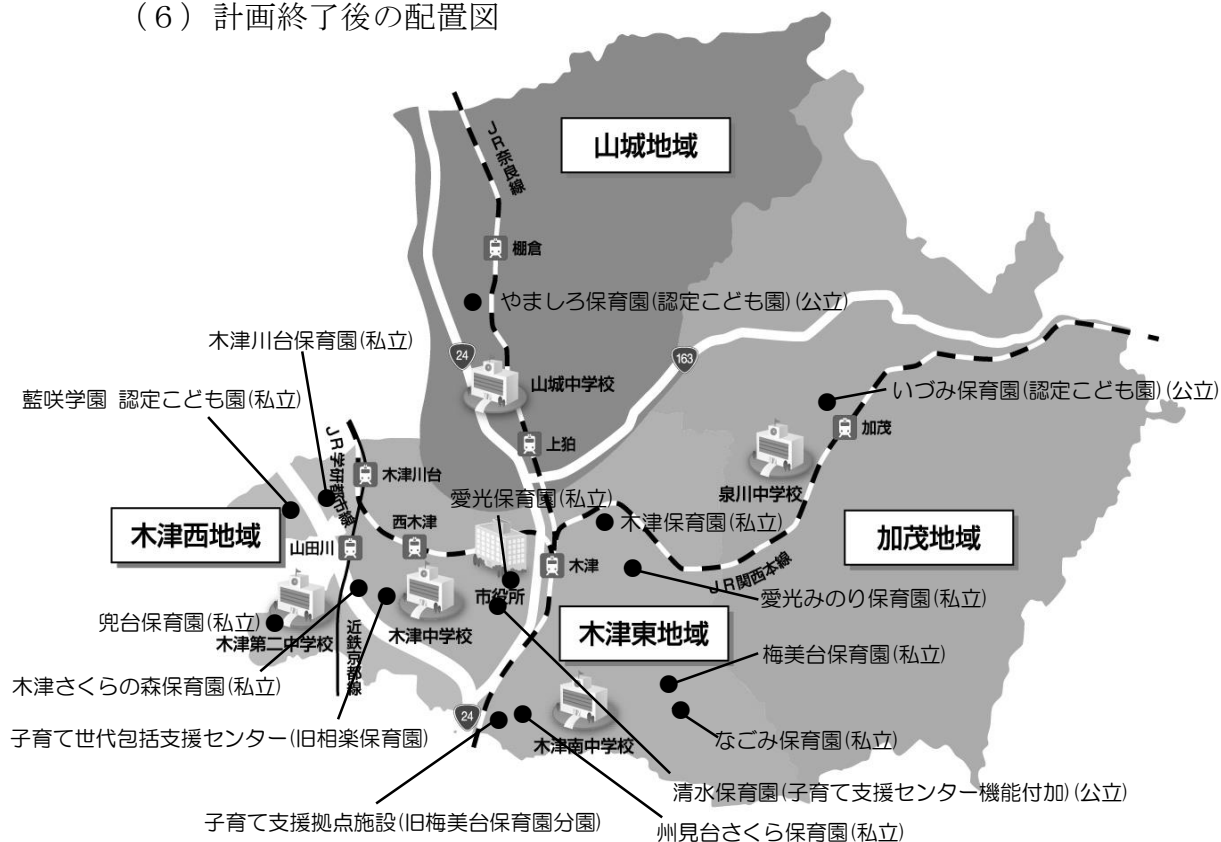 (6)計画終了後の配置図
山城地域
JR奈良線
棚倉
やましろ保育園(認定こども園)(公立)
木津川台保育園(私立)
24
163
山城中学校
藍咲学園 認定こども園(私立)
いづみ保育園(認定こども園)(公立)
加茂
上狛
JR学研都市線
木津川台
泉川中学校
愛光保育園(私立)
木津保育園(私立)
西木津
木津西地域
山田川
木津
加茂地域
JR関西本線
市役所
愛光みのり保育園(私立)
兜台保育園(私立)
木津第二中学校
木津中学校
木津東地域
近鉄京都線
梅美台保育園(私立)
木津さくらの森保育園(私立)
24
子育て世代包括支援センター(旧相楽保育園)
木津南中学校
なごみ保育園(私立)
清水保育園(子育て支援センター機能付加)(公立)
子育て支援拠点施設(旧梅美台保育園分園)
州見台さくら保育園(私立)